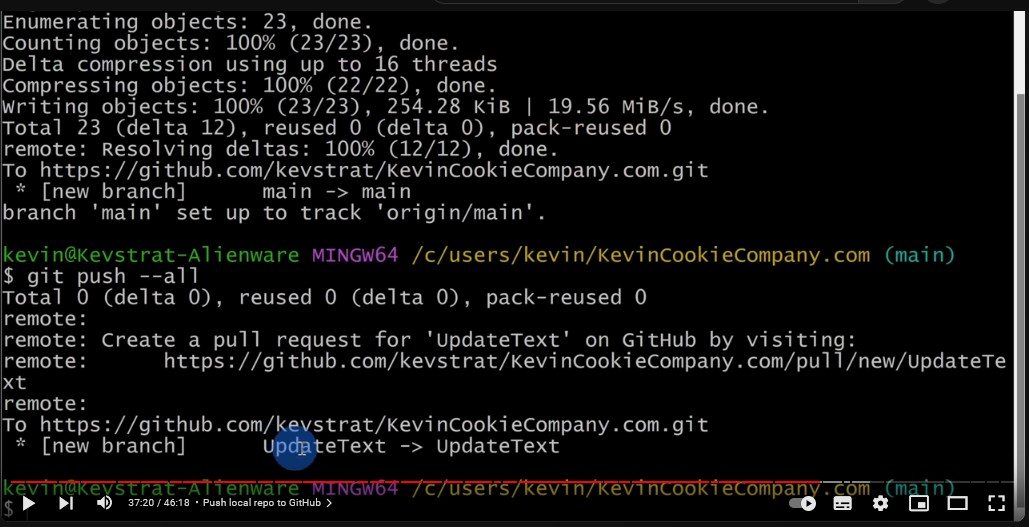 Enumerating objects: 23, done.
Counting objects: 100% (23/23), done.
Delta compression using up to 16 threads
Compressing objects: 100% (22/22), done.
Writing objects: 100% (23/23), 254.28 KiB | 19.56 MiB/s, done.
Total 23 (delta 12), reused 0 (delta 0), pack-reused 0
remote: Resolving deltas: 100% (12/12), done.
To https://github.com/kevstrat/KevinCookieCompany.com.git
 * [new branch]      main -> main
branch 'main' set up to track 'origin/main'.
kevin@Kevstrat-Alienware MINGW64 /c/users/kevin/KevinCookieCompany.com (main)
$ git push --all
Total 0 (delta 0), reused 0 (delta 0), pack-reused 0
remote:
remote: Create a pull request for 'UpdateText' on GitHub by visiting:
remote:      https://github.com/kevstrat/KevinCookieCompany.com/pull/new/UpdateTe
xt
remote:
To https://github.com/kevstrat/KevinCookieCompany.com.git
 * [new branch]      UpdateText -> UpdateText
kevin@Kevstrat-Alienware MINGW64 /c/users/kevin/KevinCookieCompany.com (main)
$
37:20 / 46:18 • Push local repo to GitHub >